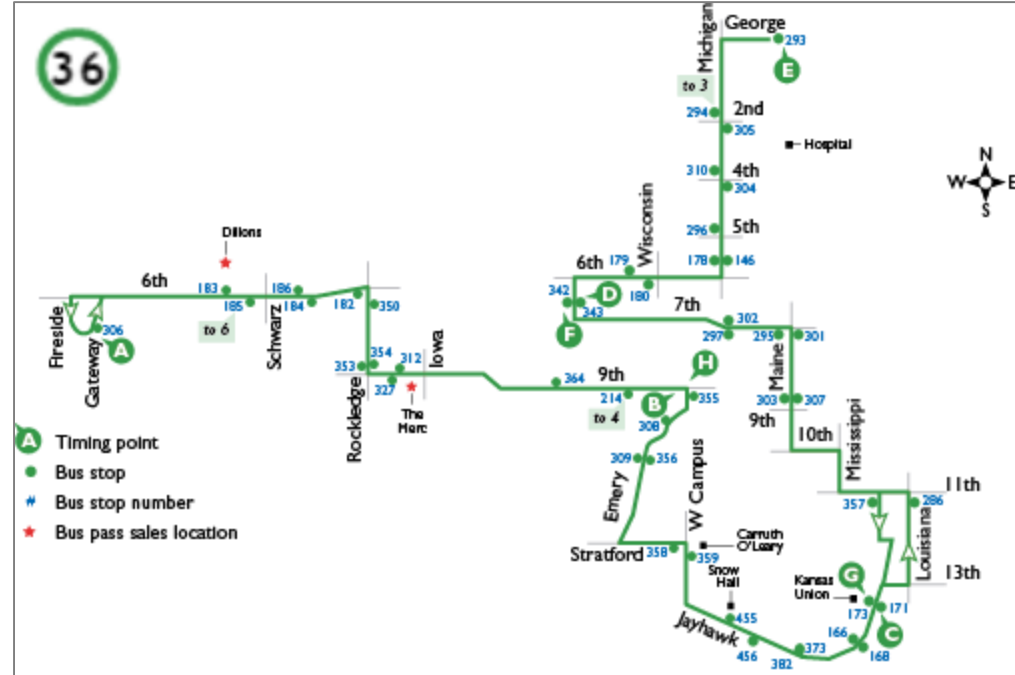 36
George
293
E
Michigan
to 3
294
2nd
305
Hospital
310
4th
304
N
W E
S
Wisconsin
296
5th
178
146
Dillons
6th
179
180
6th
183
186
185
184
182
350
342
D
343
F
7th
302
297
295
301
to 6
306
A
Fireside
Gateway
Schwarz
354
353
312
327
Iowa
Rockledge
The
Merc
364
9th
H
214
B
355
to 4
308
Maine
303
307
9th
10th
Mississippi
309
356
Emery
W Campus
11th
357
286
Louisiana
13th
Stratford
358
359
Carruth
O'Leary
Snow
Hall
Kansas
Union
G
173
171
C
455
Jayhawk
456
373
382
166
168
A Timing point
Bus stop
# Bus stop number
Bus pass sales location